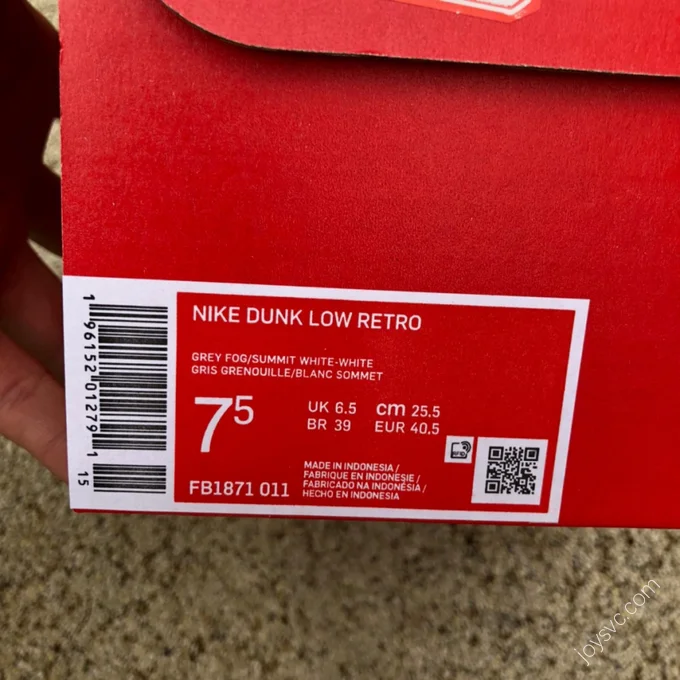 NIKE DUNK LOW RETRO
GREY FOG/SUMMIT WHITE-WHITE
GRIS GRENOUILLE/BLANC SOMMET
7⁵
UK 6.5 cm 25.5
BR 39 EUR 40.5
FB1871 011
MADE IN INDONESIA /
FABRIQUE EN INDONESIE /
FABRICADO NA INDONÉSIA /
HECHO EN INDONESIA
RFID
1 96152 01279 1
15
joysvc.com